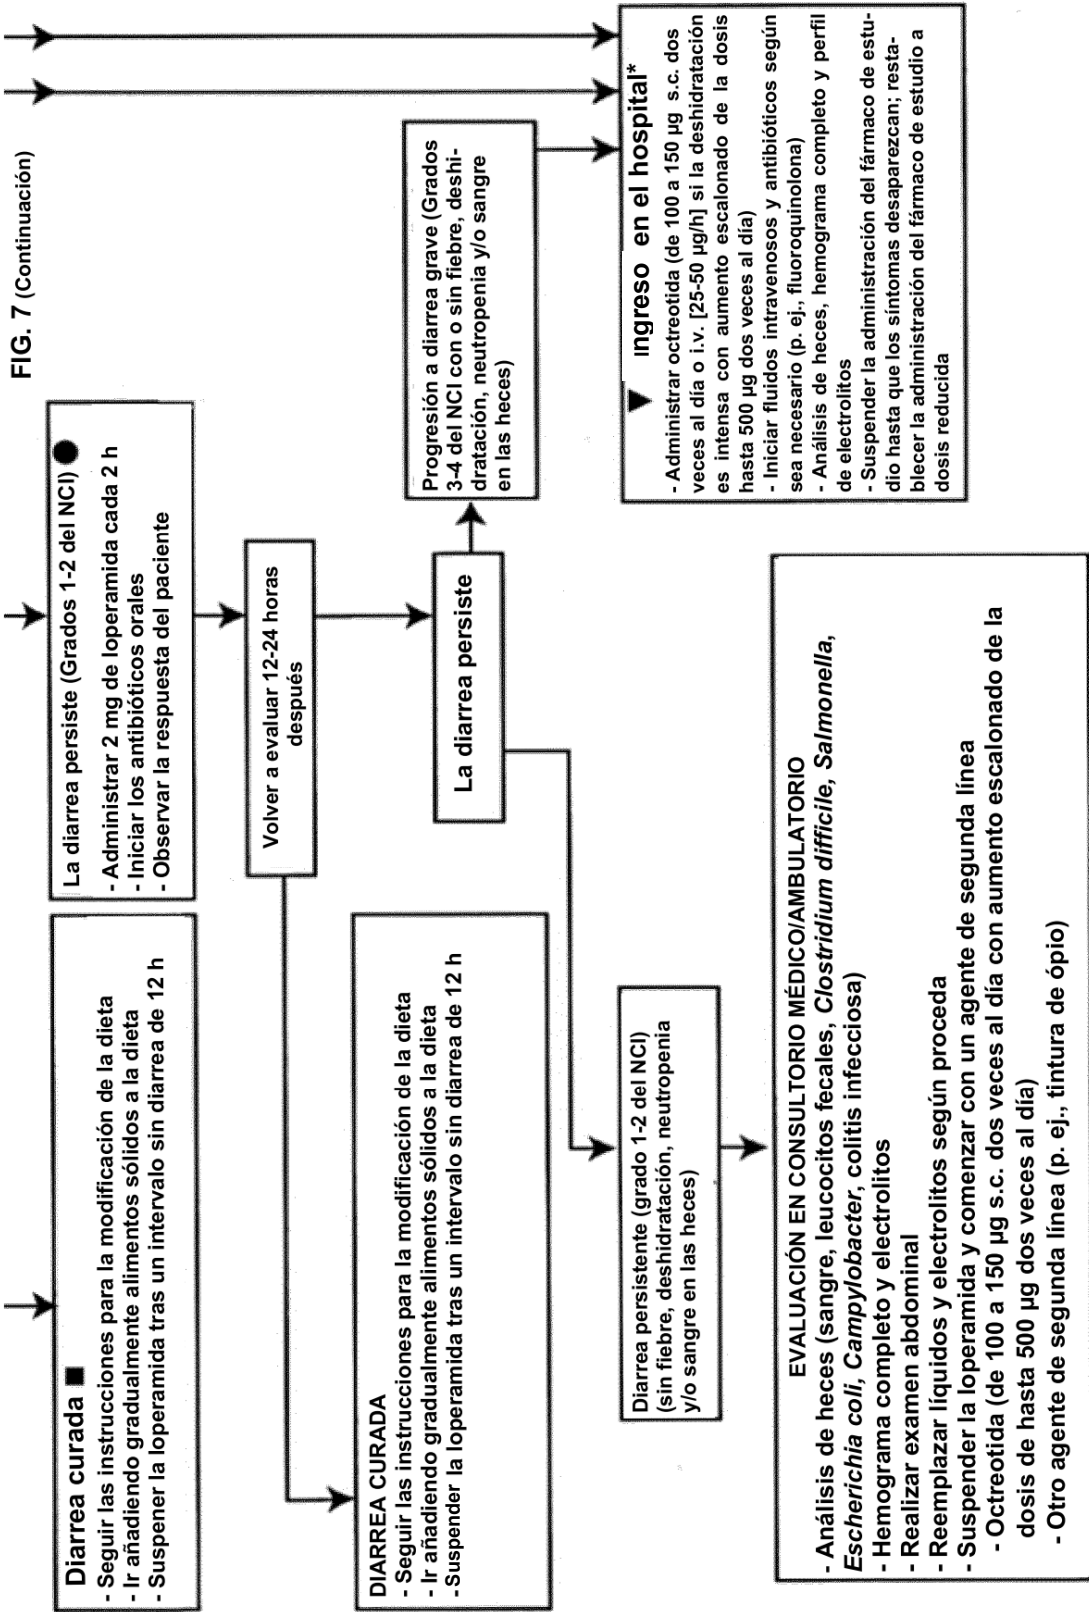 FIG. 7 (Continuación)
Diarrea curada ■
- Seguir las instrucciones para la modificación de la dieta
- Ir añadiendo gradualmente alimentos sólidos a la dieta
- Suspener la loperamida tras un intervalo sin diarrea de 12 h
La diarrea persiste (Grados 1-2 del NCI) ●
- Administrar 2 mg de loperamida cada 2 h
- Iniciar los antibióticos orales
- Observar la respuesta del paciente
Volver a evaluar 12-24 horas
después
DIARREA CURADA
- Seguir las instrucciones para la modificación de la dieta
- Ir añadiendo gradualmente alimentos sólidos a la dieta
- Suspender la loperamida tras un intervalo sin diarrea de 12 h
La diarrea persiste
Progresión a diarrea grave (Grados
3-4 del NCI con o sin fiebre, deshi-
dratación, neutropenia y/o sangre
en las heces)
Diarrea persistente (grado 1-2 del NCI)
(sin fiebre, deshidratación, neutropenia
y/o sangre en las heces)
▼ ingreso en el hospital*
- Administrar octreotida (de 100 a 150 µg s.c. dos
veces al día o i.v. [25-50 µg/h] si la deshidratación
es intensa con aumento escalonado de la dosis
hasta 500 µg dos veces al día)
- Iniciar fluidos intravenosos y antibióticos según
sea necesario (p. ej., fluoroquinolona)
- Análisis de heces, hemograma completo y perfil
de electrolitos
- Suspender la administración del fármaco de estu-
dio hasta que los síntomas desaparezcan; resta-
blecer la administración del fármaco de estudio a
dosis reducida
EVALUACIÓN EN CONSULTORIO MÉDICO/AMBULATORIO
- Análisis de heces (sangre, leucocitos fecales, Clostridium difficile, Salmonella,
Escherichia coli, Campylobacter, colitis infecciosa)
- Hemograma completo y electrolitos
- Realizar examen abdominal
- Reemplazar líquidos y electrolitos según proceda
- Suspender la loperamida y comenzar con un agente de segunda línea
- Octreotida (de 100 a 150 µg s.c. dos veces al día con aumento escalonado de la
dosis de hasta 500 µg dos veces al día)
- Otro agente de segunda línea (p. ej., tintura de ópio)